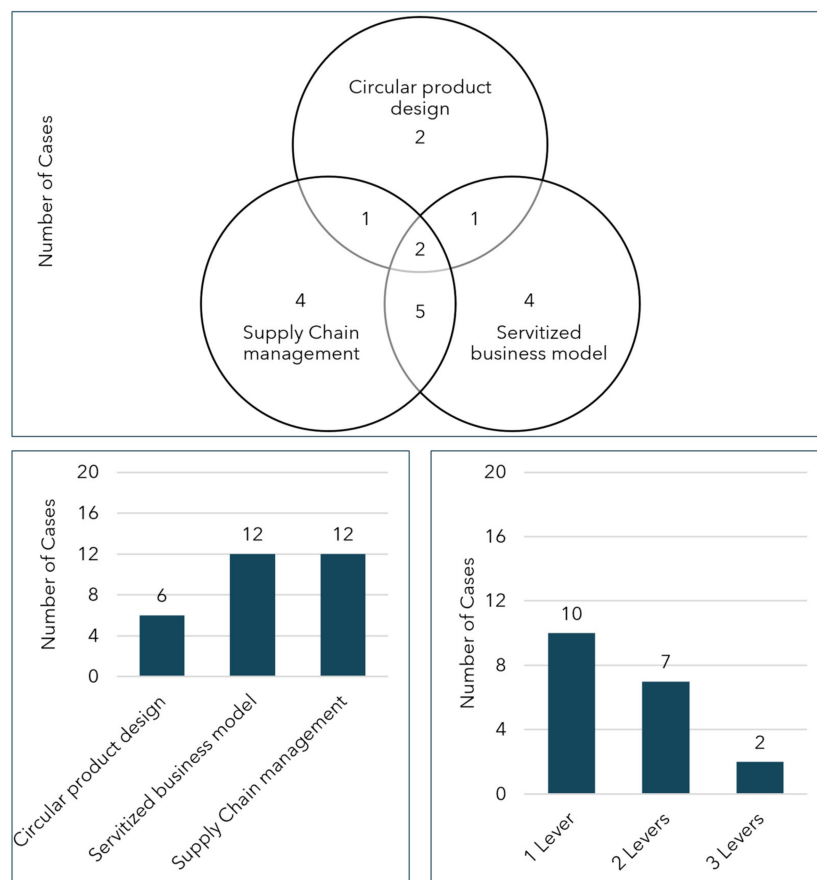 Number of Cases
Circular product
design
2
1
1
2
4
5
4
Supply Chain
management
Servitized
business model
Number of Cases
20
16
12
8
4
0
6
12
12
Circular product design
Servitized business model
Supply Chain management
Number of Cases
20
16
12
8
4
0
10
7
2
1 Lever
2 Levers
3 Levers